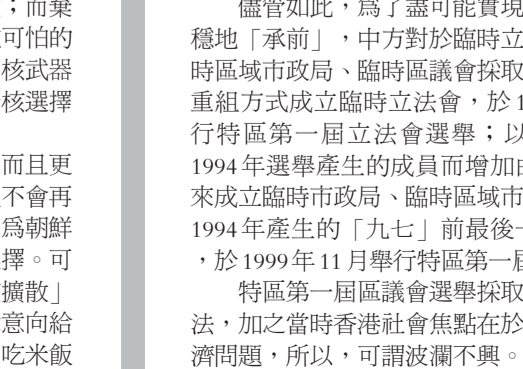 ；而棄
可怕的
核武器
核選擇
而且更
不會再
爲朝鮮
擇。可
擴散」
意向給
吃米飯
儘管如此，爲了盡可能實現
穩地「承前」，中方對於臨時立
時區域市政局、臨時區議會採取
重組方式成立臨時立法會，於1
行特區第一屆立法會選舉；以
1994年選舉產生的成員而增加由
來成立臨時市政局、臨時區域市
1994年產生的「九七」前最後一
，於1999年11月舉行特區第一屆
特區第一屆區議會選舉採取
法，加之當時香港社會焦點在於
濟問題，所以，可謂波瀾不興。